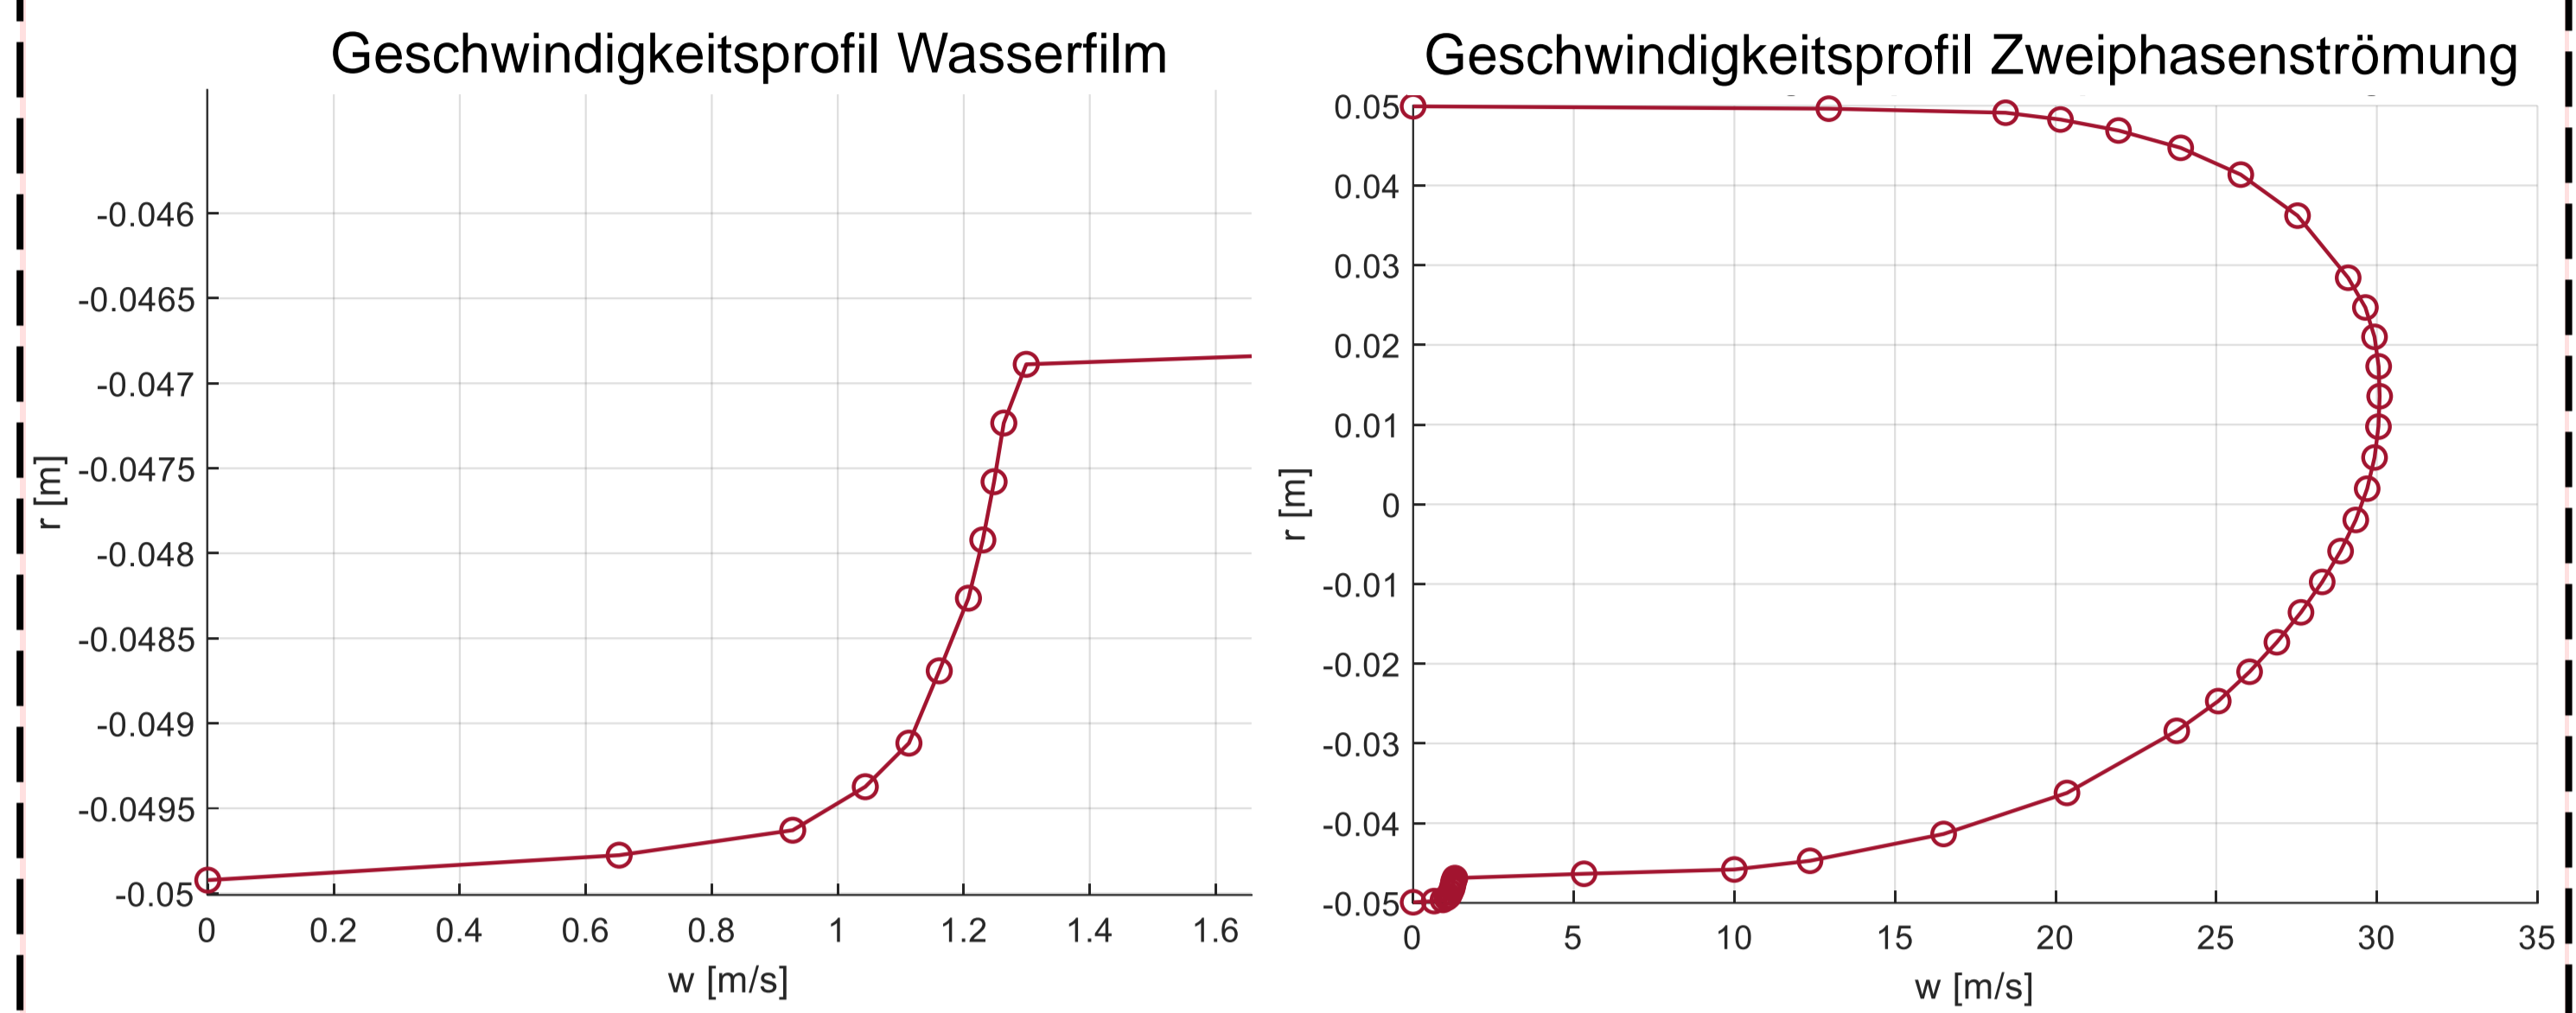 Geschwindigkeitsprofil Wasserfilm
-0.046
-0.0465
-0.047
-0.0475
-0.048
-0.0485
-0.049
-0.0495
-0.05
r [m]
0 0.2 0.4 0.6 0.8 1 1.2 1.4 1.6
w [m/s]
Geschwindigkeitsprofil Zweiphasenströmung
0.05
0.04
0.03
0.02
0.01
0
-0.01
-0.02
-0.03
-0.04
-0.05
r [m]
0 5 10 15 20 25 30 35
w [m/s]